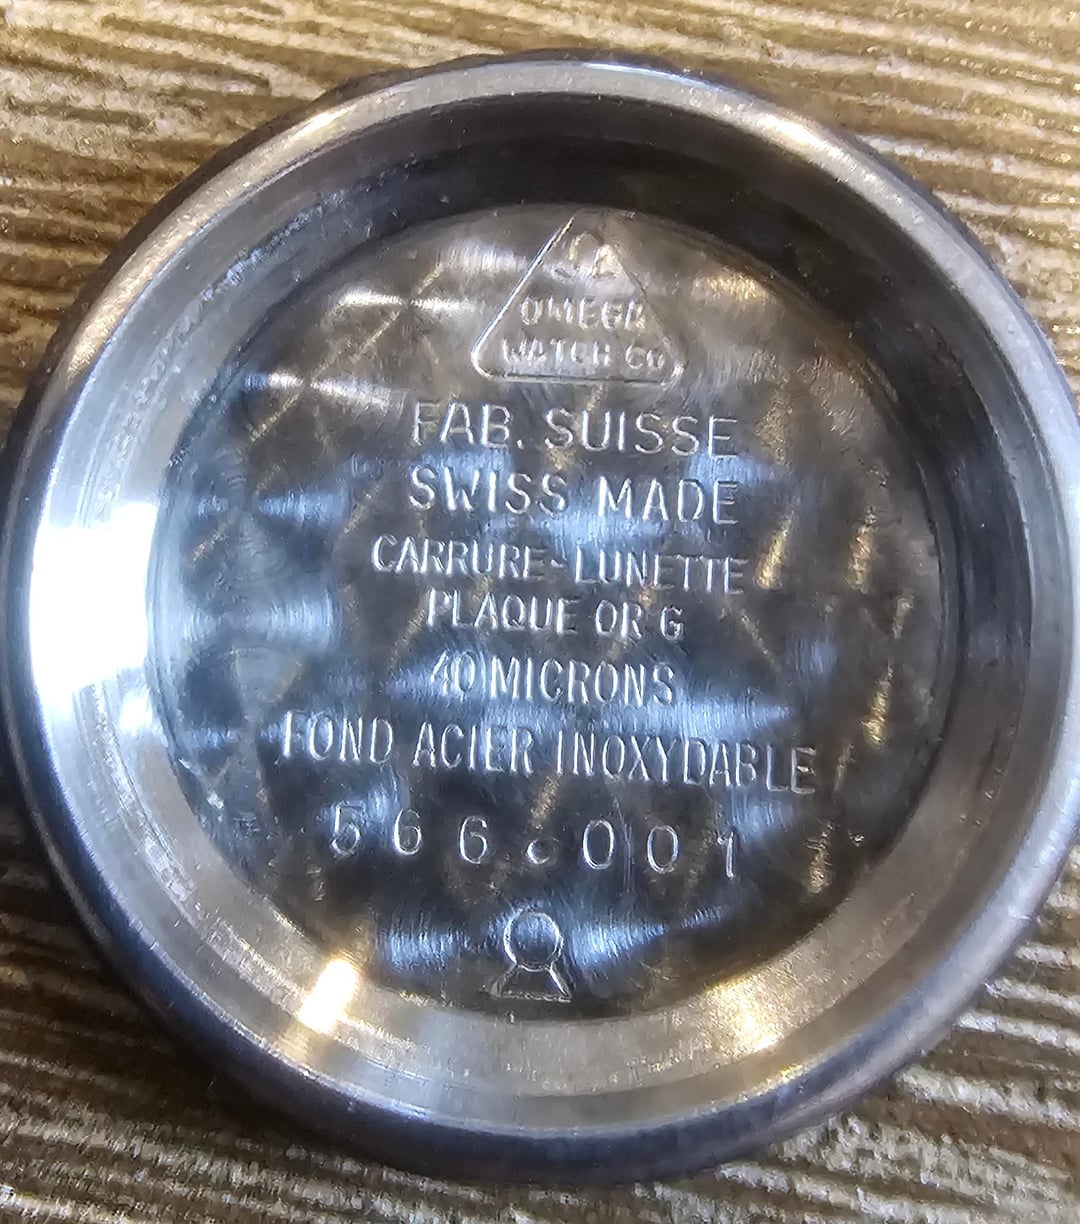 Ω
OMEGA
WATCH Co
FAB. SUISSE
SWISS MADE
CARRURE-LUNETTE
PLAQUE OR G
40 MICRONS
FOND ACIER INOXYDABLE
566.001